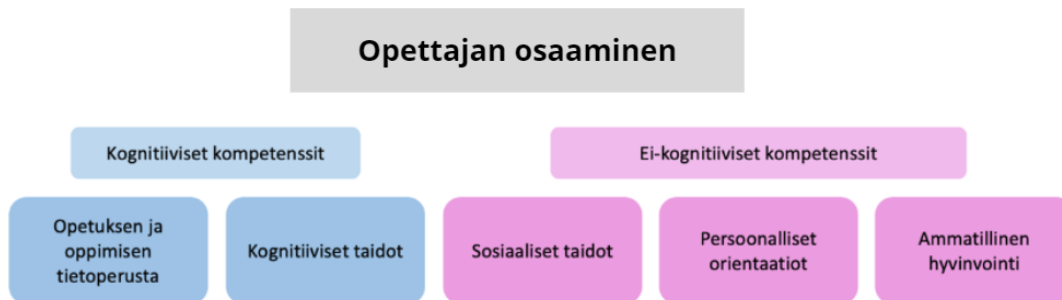 Opettajan osaaminen
Kognitiiviset kompetenssit
Ei-kognitiiviset kompetenssit
Opetuksen ja
oppimisen
tietoperusta
Kognitiiviset taidot
Sosiaaliset taidot
Persoonalliset
orientaatiot
Ammatillinen
hyvinvointi